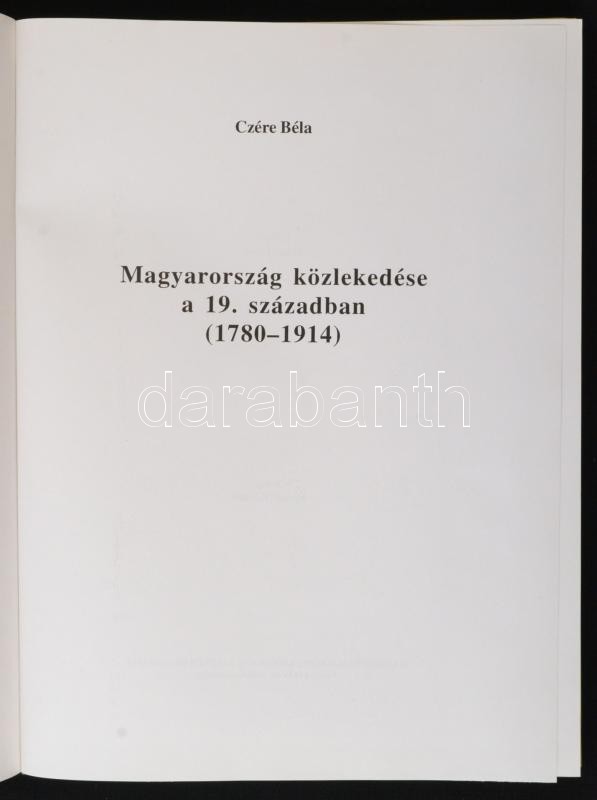 Czére Béla
Magyarország közlekedése
a 19. században
(1780–1914)
darabanth